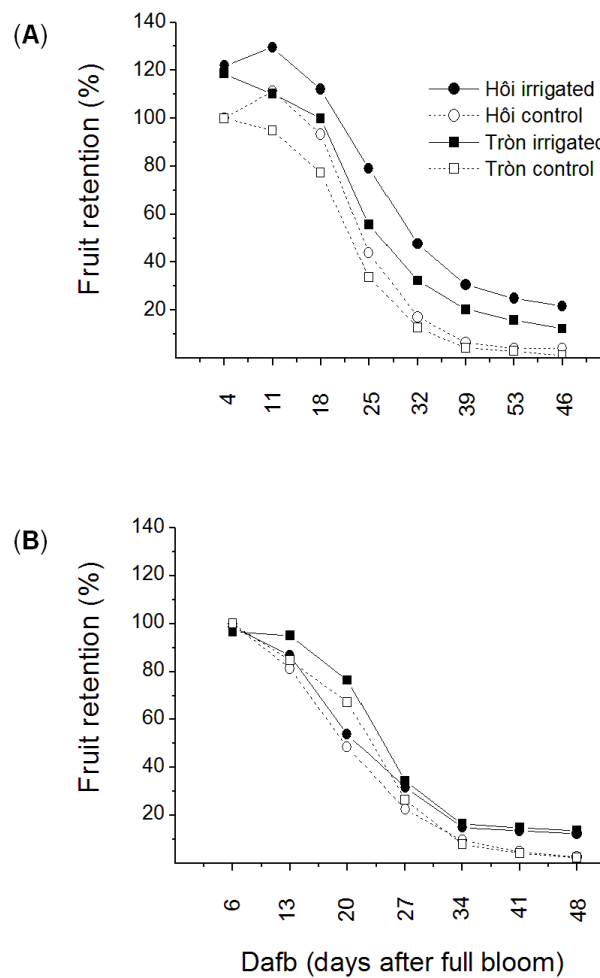 (A)
Fruit retention (%)
140
120
100
80
60
40
20
Hôi irrigated
Hôi control
Tròn irrigated
Tròn control
4 11 18 25 32 39 53 46
(B)
Fruit retention (%)
140
120
100
80
60
40
20
6 13 20 27 34 41 48
Dafb (days after full bloom)